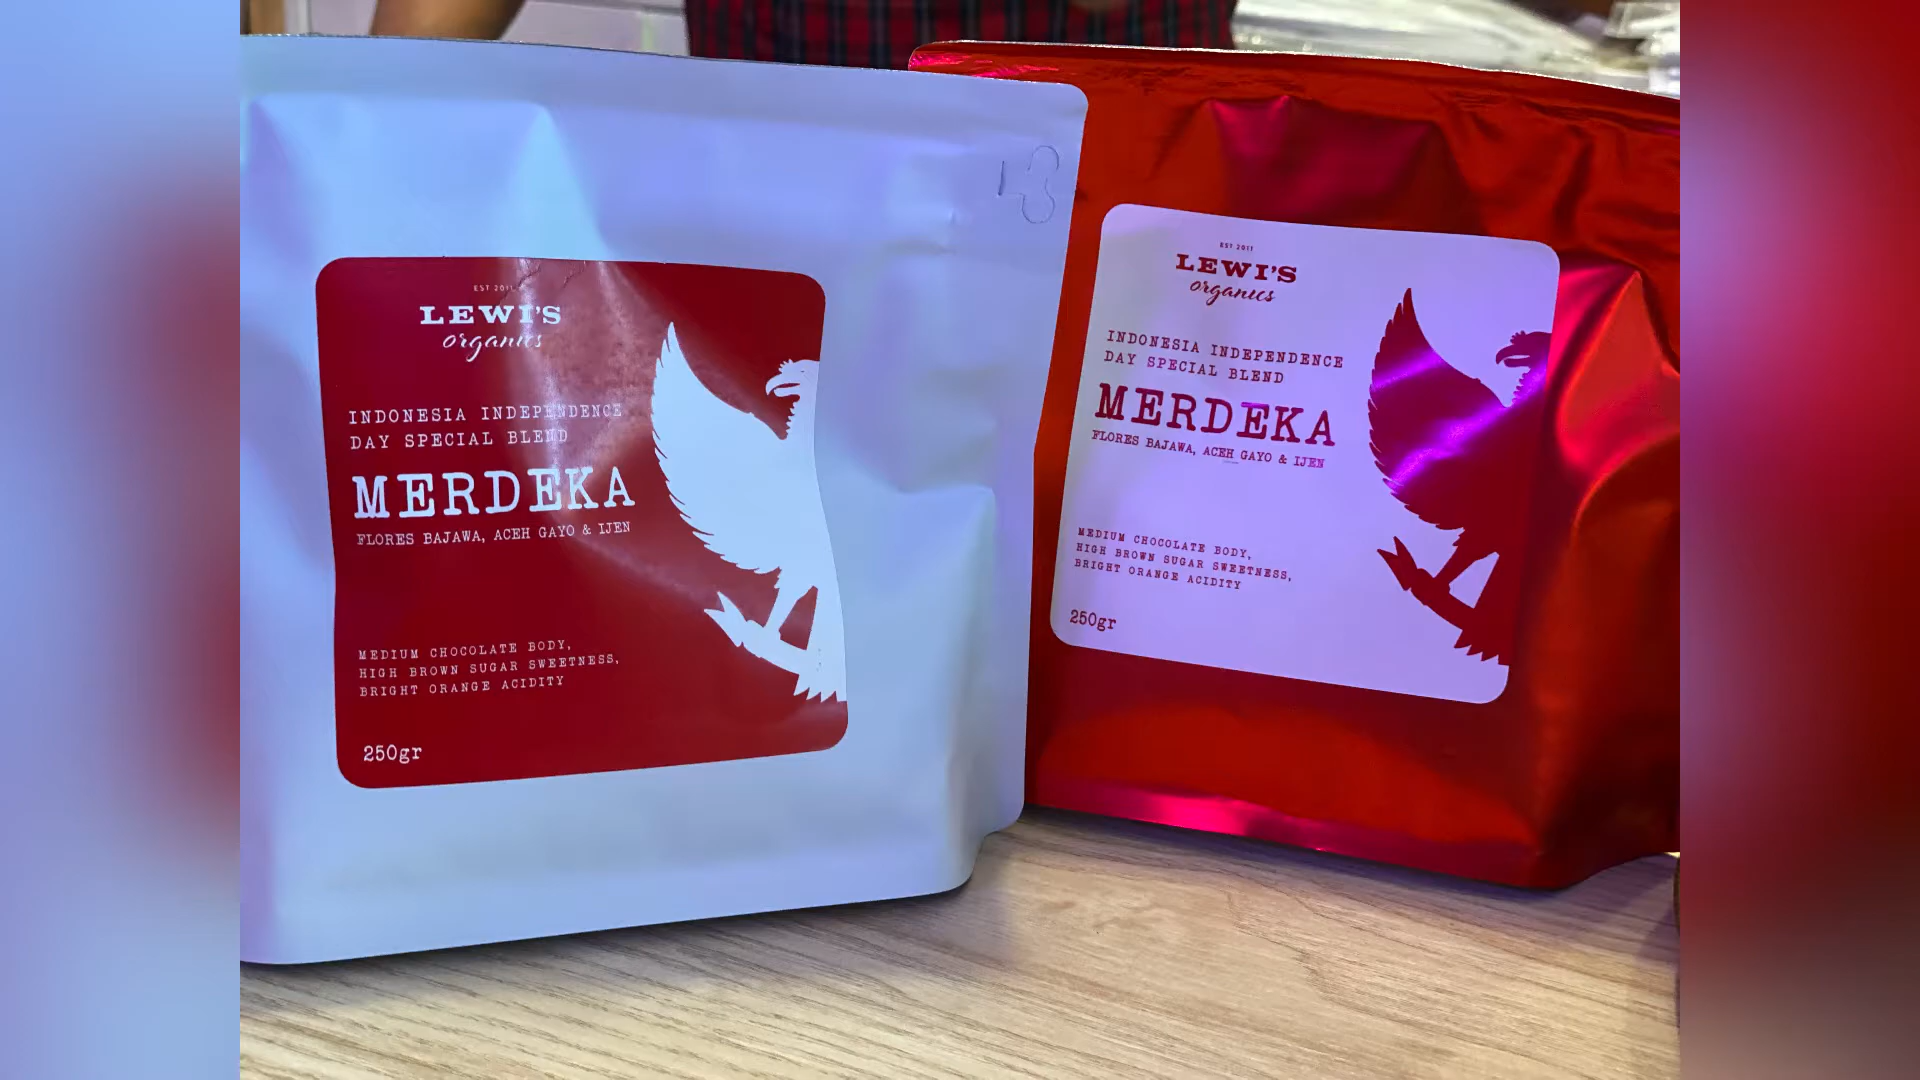 EST 2011
LEWI'S
organics
INDONESIA INDEPENDENCE
DAY SPECIAL BLEND
MERDEKA
FLORES BAJAWA, ACEH GAYO & IJEN
MEDIUM CHOCOLATE BODY,
HIGH BROWN SUGAR SWEETNESS,
BRIGHT ORANGE ACIDITY
250gr
EST 2011
LEWI'S
organics
INDONESIA INDEPENDENCE
DAY SPECIAL BLEND
MERDEKA
FLORES BAJAWA, ACEH GAYO & IJEN
MEDIUM CHOCOLATE BODY,
HIGH BROWN SUGAR SWEETNESS,
BRIGHT ORANGE ACIDITY
250gr